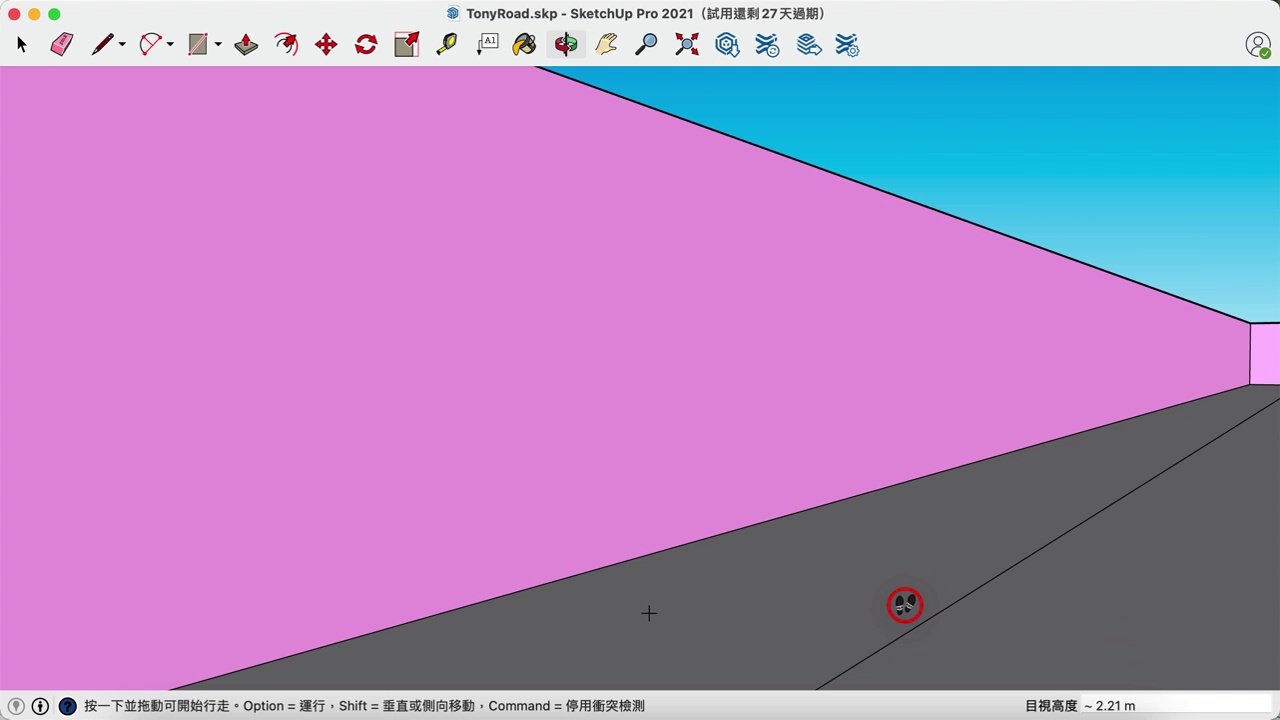 TonyRoad.skp - SketchUp Pro 2021（試用還剩27天過期）
A1
按一下並拖動可開始行走。Option = 運行，Shift = 垂直或側向移動，Command = 停用衝突檢測
目視高度 ~ 2.21 m